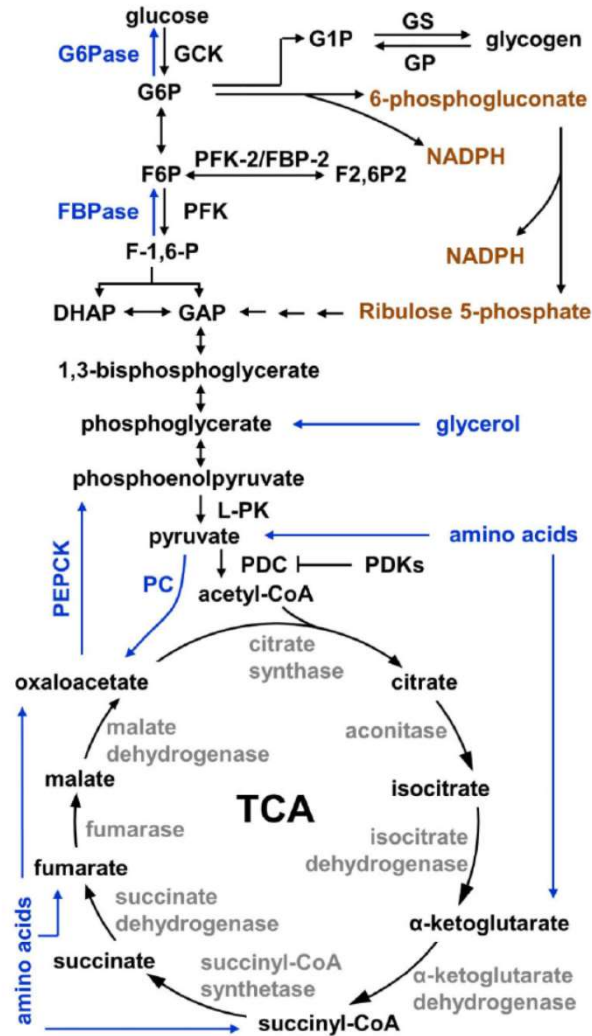 glucose
G6Pase
GCK
G1P
GS
GP
glycogen
G6P
6-phosphogluconate
NADPH
F6P
PFK-2/FBP-2
F2,6P2
FBPase
PFK
NADPH
F-1,6-P
DHAP
GAP
Ribulose 5-phosphate
1,3-bisphosphoglycerate
phosphoglycerate
glycerol
phosphoenolpyruvate
L-PK
pyruvate
amino acids
PEPCK
PC
PDC
PDKs
acetyl-CoA
citrate
synthase
oxaloacetate
citrate
malate
dehydrogenase
aconitase
malate
TCA
isocitrate
fumarase
isocitrate
dehydrogenase
fumarate
succinate
dehydrogenase
α-ketoglutarate
amino acids
succinate
succinyl-CoA
synthetase
α-ketoglutarate
dehydrogenase
succinyl-CoA